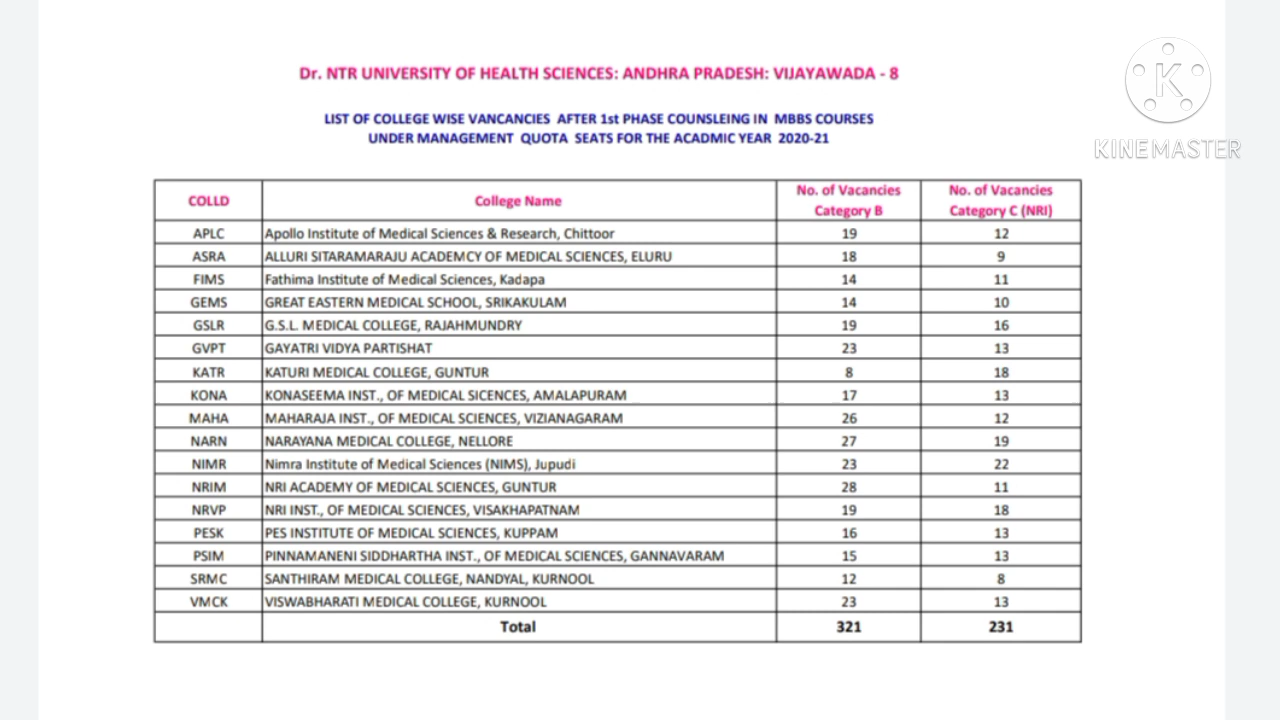 Dr. NTR UNIVERSITY OF HEALTH SCIENCES: ANDHRA PRADESH: VIJAYAWADA - 8
K
KINEMASTER
LIST OF COLLEGE WISE VANCANCIES AFTER 1st PHASE COUNSLEING IN MBBS COURSES
UNDER MANAGEMENT QUOTA SEATS FOR THE ACADMIC YEAR 2020-21
COLLD College Name No. of Vacancies Category B No. of Vacancies Category C (NRI)
APLC Apollo Institute of Medical Sciences & Research, Chittoor 19 12
ASRA ALLURI SITARAMARAJU ACADEMCY OF MEDICAL SCIENCES, ELURU 18 9
FIMS Fathima Institute of Medical Sciences, Kadapa 14 11
GEMS GREAT EASTERN MEDICAL SCHOOL, SRIKAKULAM 14 10
GSLR G.S.L. MEDICAL COLLEGE, RAJAHMUNDRY 19 16
GVPT GAYATRI VIDYA PARTISHAT 23 13
KATR KATURI MEDICAL COLLEGE, GUNTUR 8 18
KONA KONASEEMA INST., OF MEDICAL SICENCES, AMALAPURAM 17 13
MAHA MAHARAJA INST., OF MEDICAL SCIENCES, VIZIANAGARAM 26 12
NARN NARAYANA MEDICAL COLLEGE, NELLORE 27 19
NIMR Nimra Institute of Medical Sciences (NIMS), Jupudi 23 22
NRIM NRI ACADEMY OF MEDICAL SCIENCES, GUNTUR 28 11
NRVP NRI INST., OF MEDICAL SCIENCES, VISAKHAPATNAM 19 18
PESK PES INSTITUTE OF MEDICAL SCIENCES, KUPPAM 16 13
PSIM PINNAMANENI SIDDHARTHA INST., OF MEDICAL SCIENCES, GANNAVARAM 15 13
SRMC SANTHIRAM MEDICAL COLLEGE, NANDYAL, KURNOOL 12 8
VMCK VISWABHARATI MEDICAL COLLEGE, KURNOOL 23 13
Total 321 231